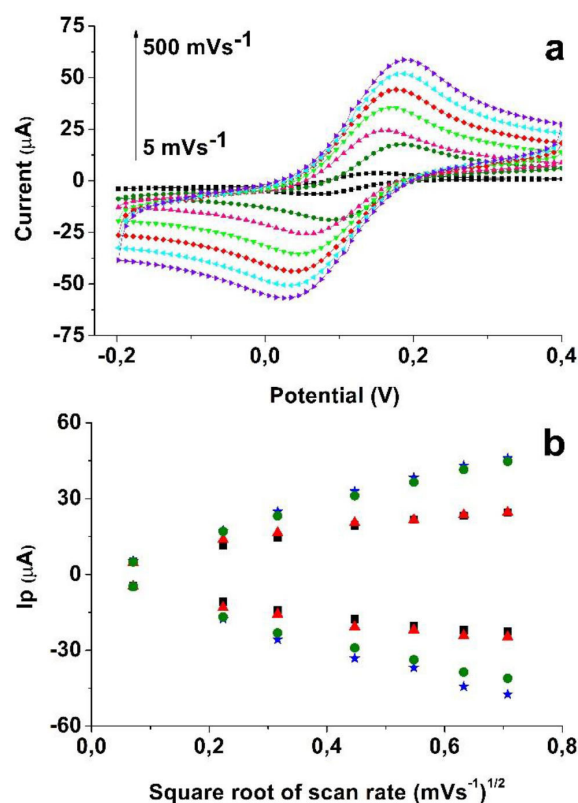 a
500 mVs⁻¹
5 mVs⁻¹
75
50
25
0
-25
-50
-75
Current (μA)
-0,2
0,0
0,2
0,4
Potential (V)
b
60
30
0
-30
-60
Ip (μA)
0,0
0,2
0,4
0,6
0,8
Square root of scan rate (mVs⁻¹)¹/²